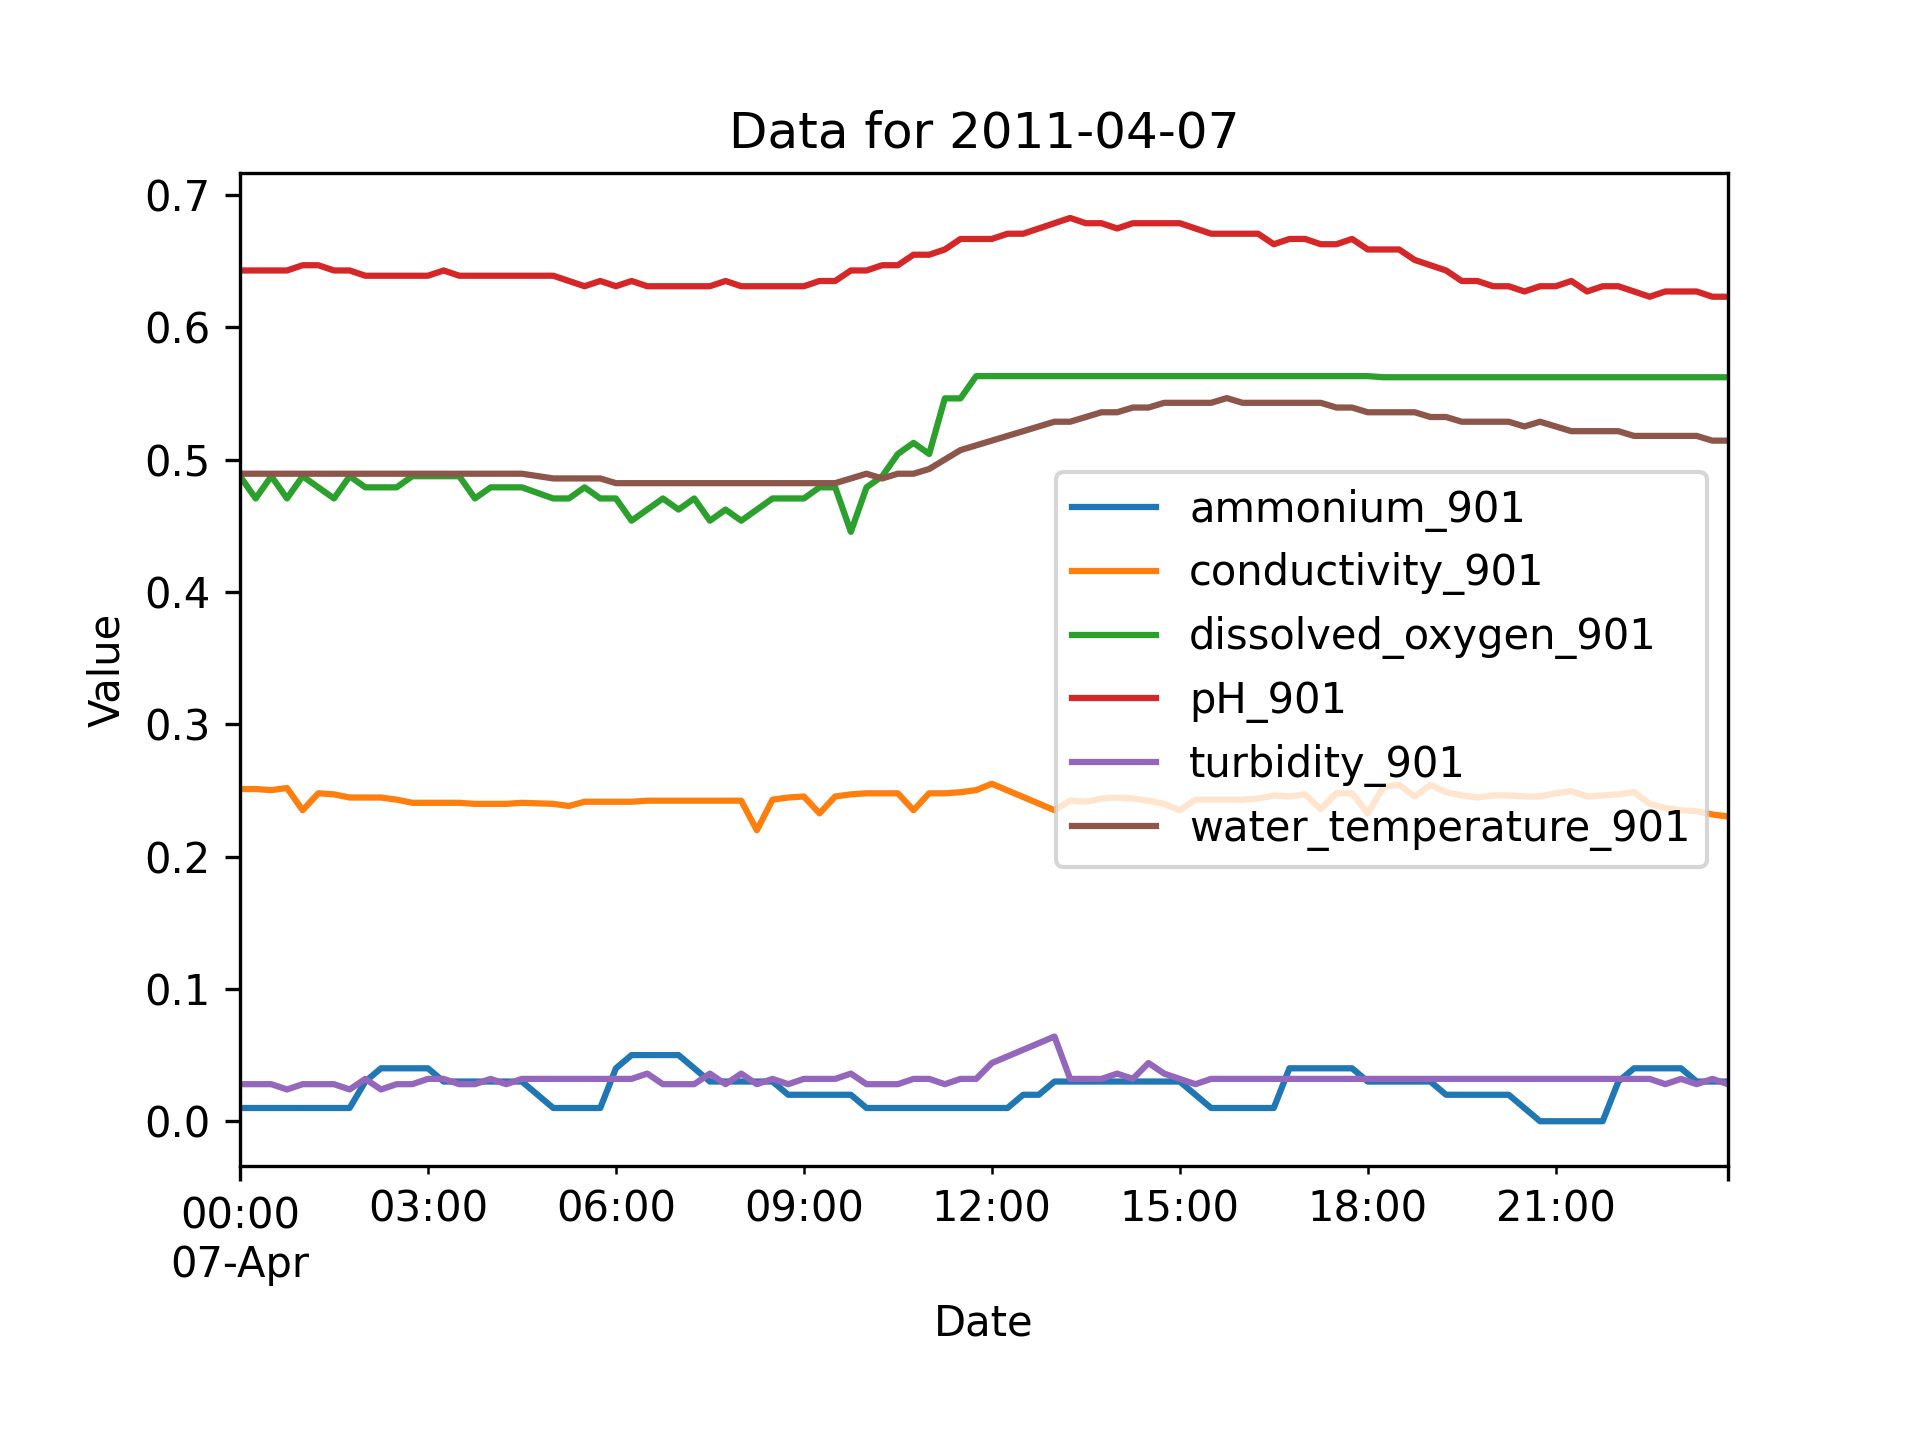 Data for 2011-04-07
0.7
0.6
0.5
0.4
0.3
0.2
0.1
0.0
Value
ammonium_901
conductivity_901
dissolved_oxygen_901
pH_901
turbidity_901
water_temperature_901
00:00 03:00 06:00 09:00 12:00 15:00 18:00 21:00
07-Apr
Date